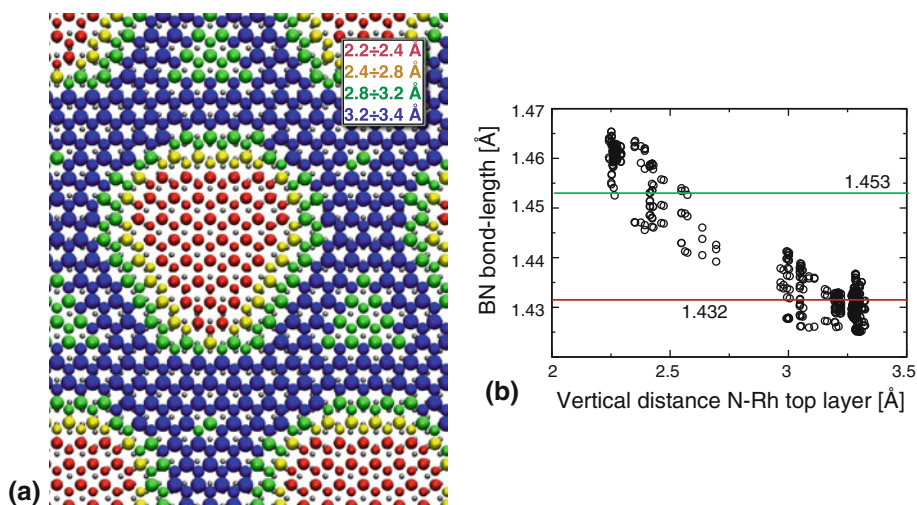 2.2÷2.4 Å
2.4÷2.8 Å
2.8÷3.2 Å
3.2÷3.4 Å
(a)
BN bond-length [Å]
1.47
1.46
1.45
1.44
1.43
1.453
1.432
2
2.5
3
3.5
Vertical distance N-Rh top layer [Å]
(b)